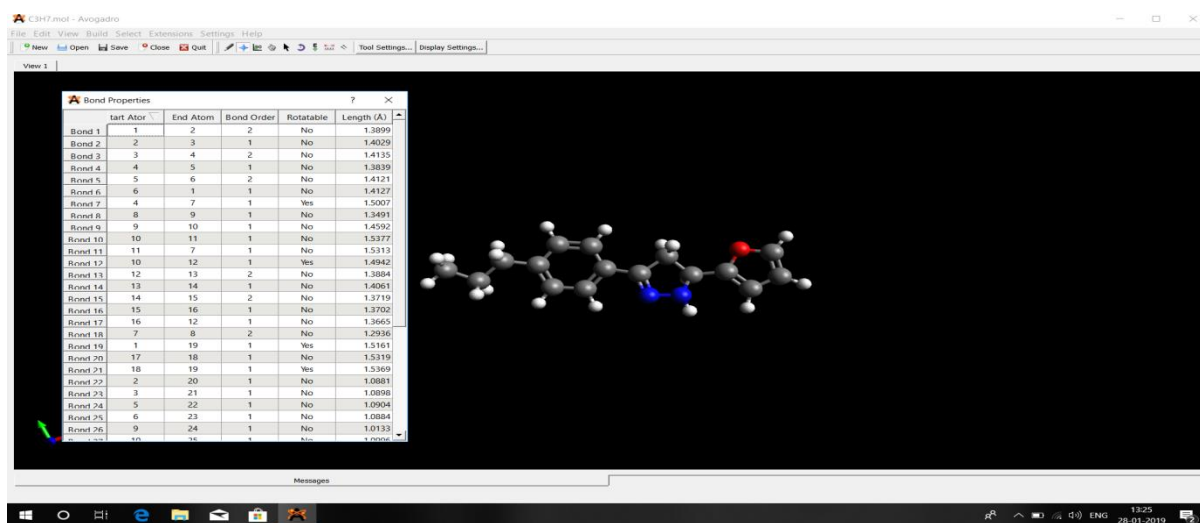 C3H7.mol - Avogadro
File Edit View Build Select Extensions Settings Help
New Open Save Close Quit Tool Settings... Display Settings...
View 1
Bond Properties ?
tart Ator End Atom Bond Order Rotatable Length (Å)
Bond 1 1 2 2 No 1.3899
Bond 2 2 3 1 No 1.4029
Bond 3 3 4 2 No 1.4135
Bond 4 4 5 1 No 1.3839
Bond 5 5 6 2 No 1.4121
Bond 6 6 1 1 No 1.4127
Bond 7 4 7 1 Yes 1.5007
Bond 8 8 9 1 No 1.3491
Bond 9 9 10 1 No 1.4592
Bond 10 10 11 1 No 1.5377
Bond 11 11 7 1 No 1.5313
Bond 12 10 12 1 Yes 1.4942
Bond 13 12 13 2 No 1.3884
Bond 14 13 14 1 No 1.4061
Bond 15 14 15 2 No 1.3719
Bond 16 15 16 1 No 1.3702
Bond 17 16 12 1 No 1.3665
Bond 18 7 8 2 No 1.2936
Bond 19 1 19 1 Yes 1.5161
Bond 20 17 18 1 No 1.5319
Bond 21 18 19 1 Yes 1.5369
Bond 22 2 20 1 No 1.0881
Bond 23 3 21 1 No 1.0898
Bond 24 5 22 1 No 1.0904
Bond 25 6 23 1 No 1.0884
Bond 26 9 24 1 No 1.0133
10 25 1 No
Messages
ENG 13:25
28-01-2019